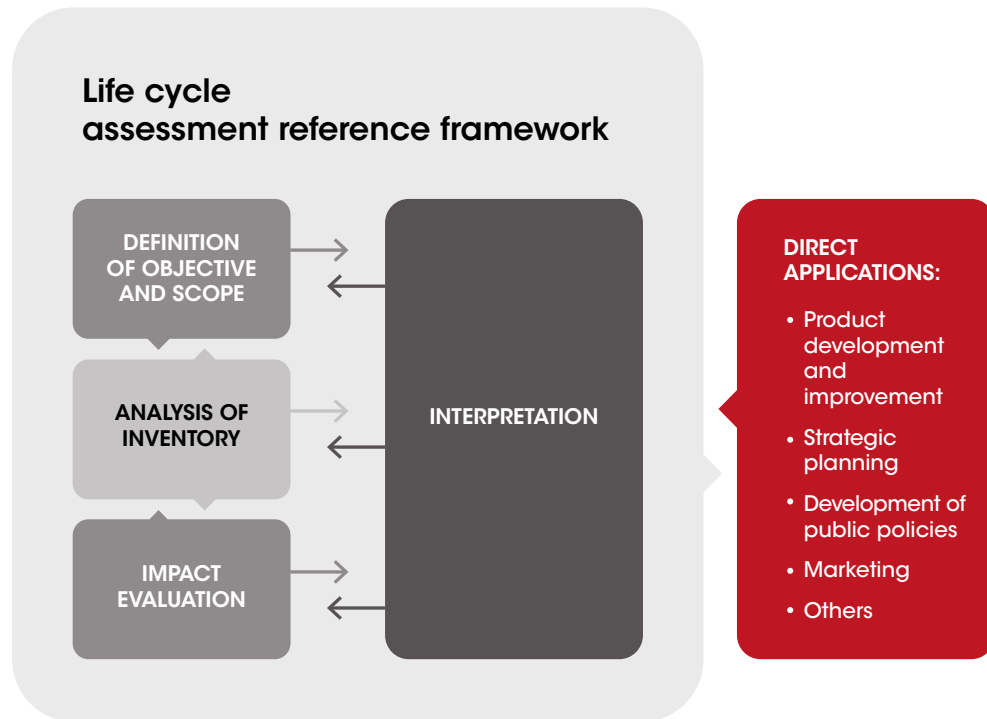 Life cycle
assessment reference framework
DEFINITION
OF OBJECTIVE
AND SCOPE
ANALYSIS OF
INVENTORY
IMPACT
EVALUATION
INTERPRETATION
DIRECT
APPLICATIONS:
• Product
development
and
improvement
• Strategic
planning
• Development of
public policies
• Marketing
• Others